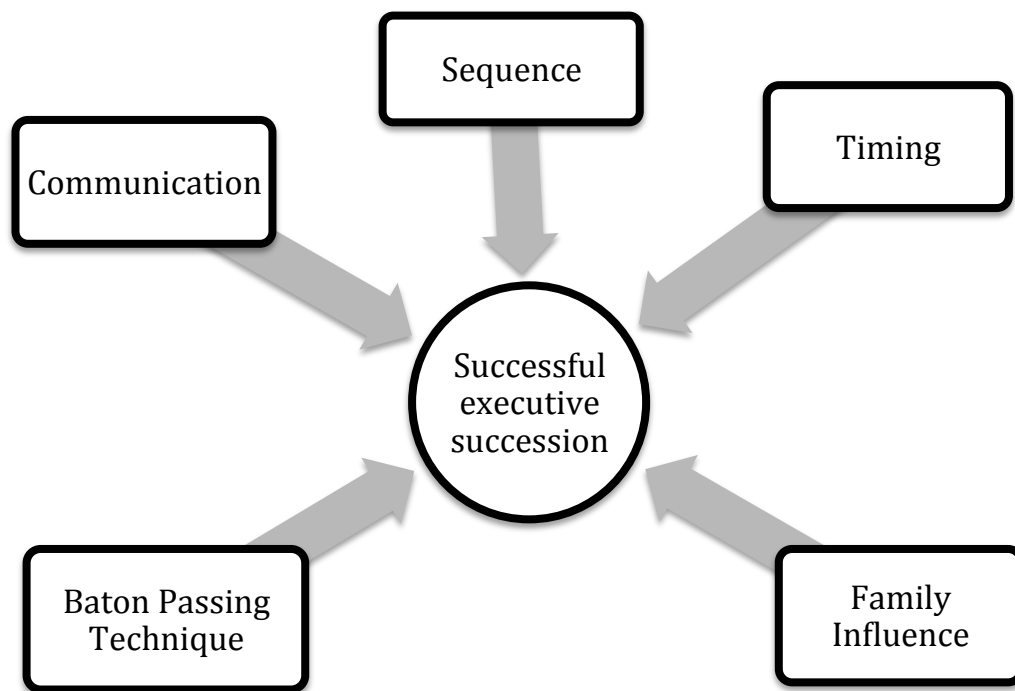 Sequence
Timing
Communication
Successful
executive
succession
Baton Passing
Technique
Family
Influence